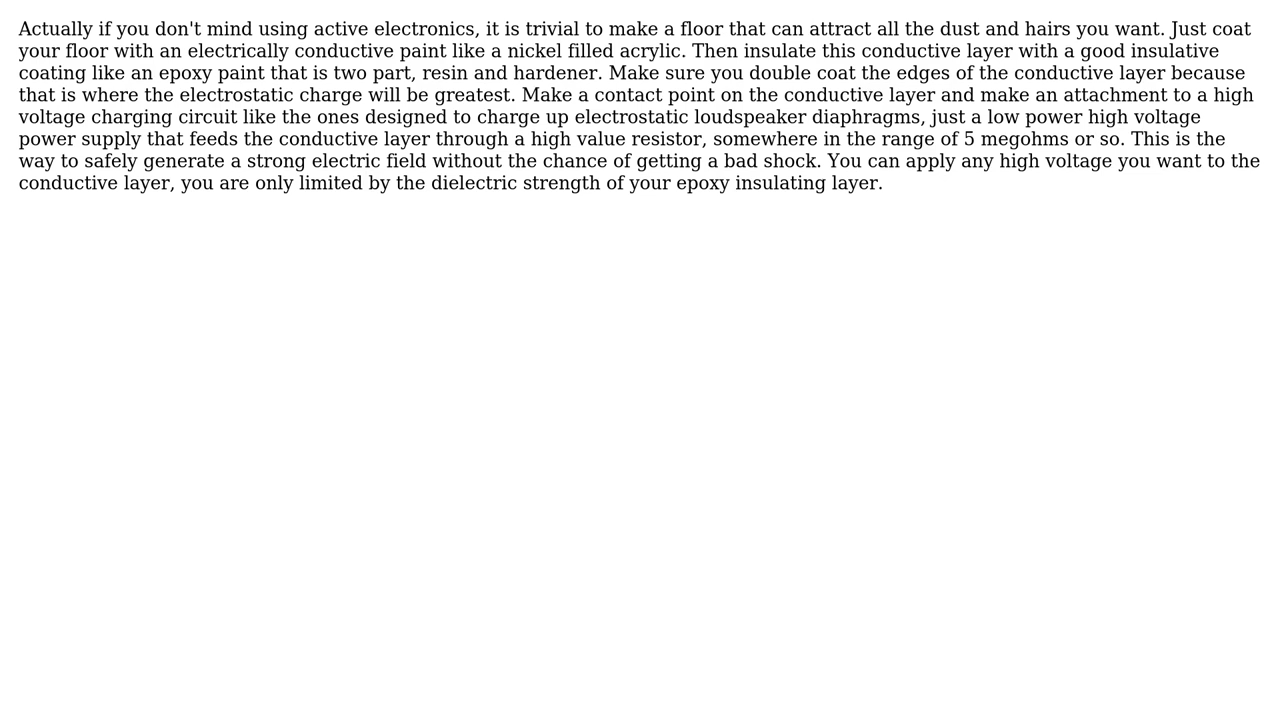 Actually if you don't mind using active electronics, it is trivial to make a floor that can attract all the dust and hairs you want. Just coat
your floor with an electrically conductive paint like a nickel filled acrylic. Then insulate this conductive layer with a good insulative
coating like an epoxy paint that is two part, resin and hardener. Make sure you double coat the edges of the conductive layer because
that is where the electrostatic charge will be greatest. Make a contact point on the conductive layer and make an attachment to a high
voltage charging circuit like the ones designed to charge up electrostatic loudspeaker diaphragms, just a low power high voltage
power supply that feeds the conductive layer through a high value resistor, somewhere in the range of 5 megohms or so. This is the
way to safely generate a strong electric field without the chance of getting a bad shock. You can apply any high voltage you want to the
conductive layer, you are only limited by the dielectric strength of your epoxy insulating layer.